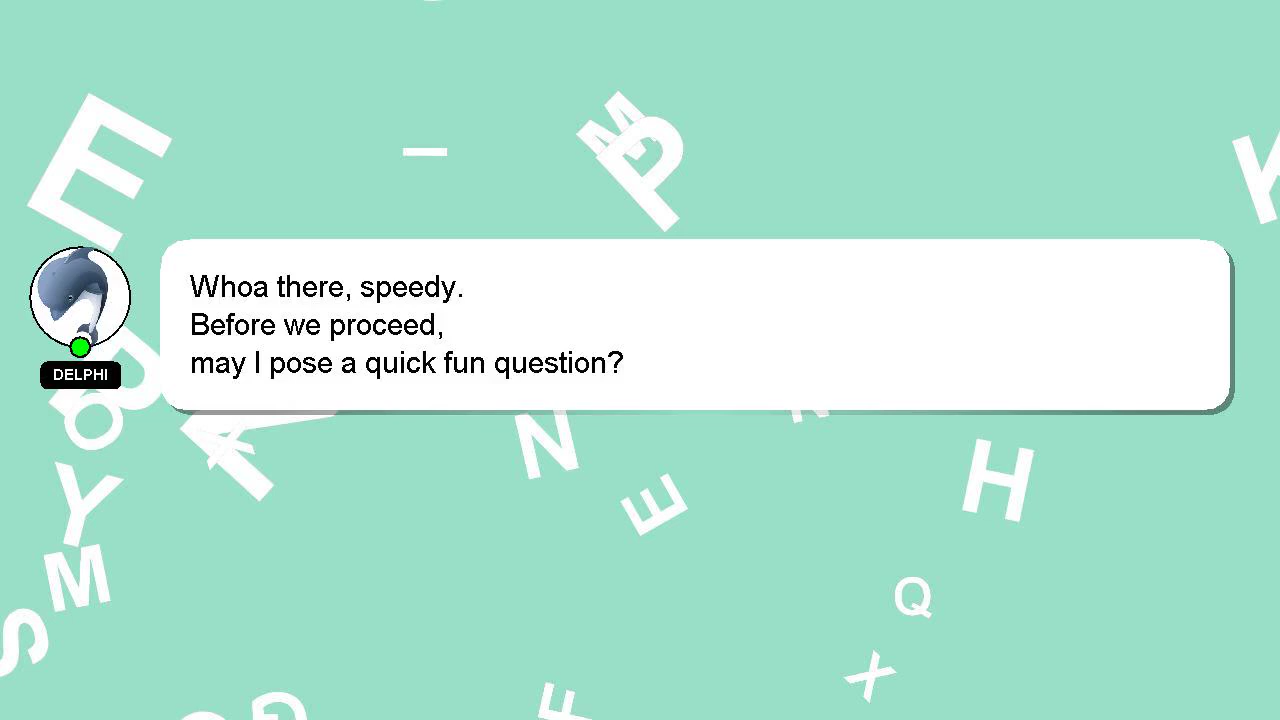 E
I
M
P
K
Whoa there, speedy.
Before we proceed,
may I pose a quick fun question?
DELPHI
N
E
H
Y
M
Q
S
X
G
F